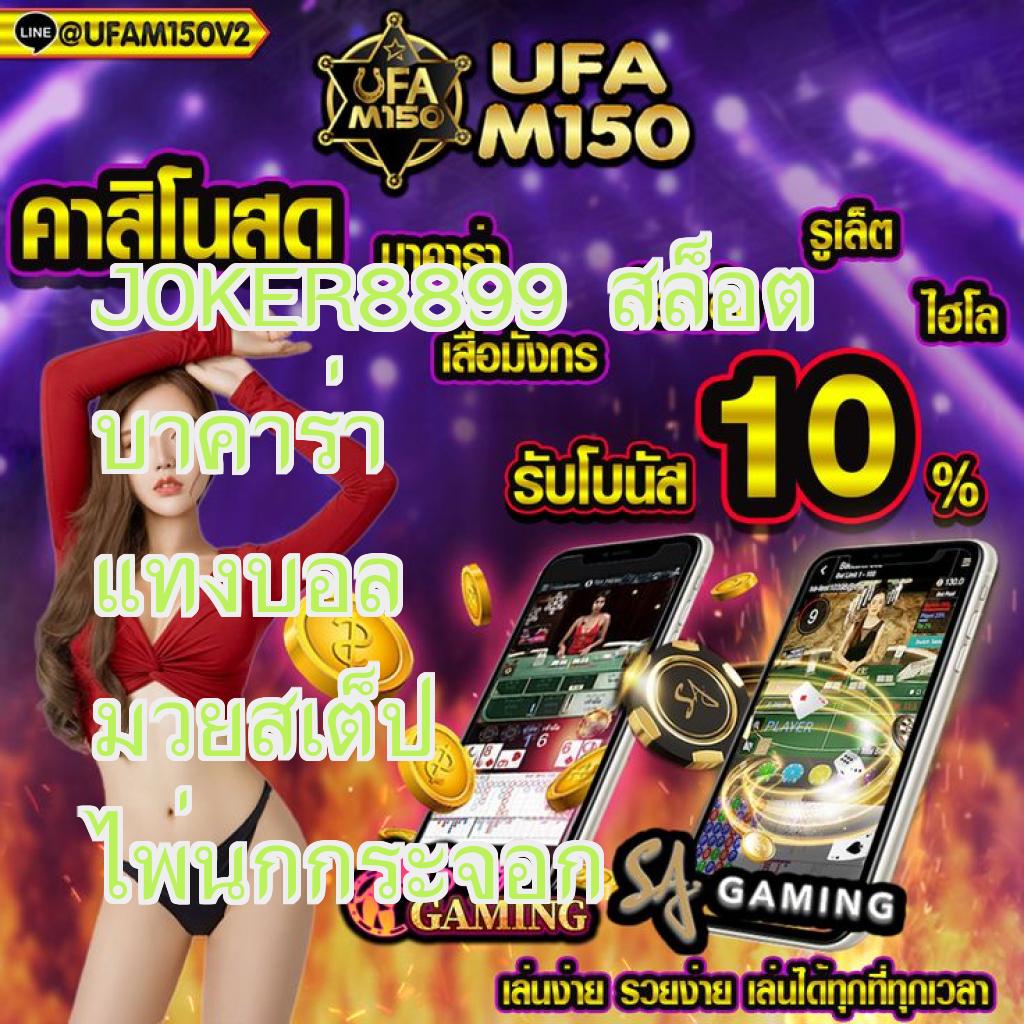 LINE @UFAM150V2
UFA
M150
UFA
M150
คาสิโนสด
บาคาร่า
รูเล็ต
JOKER8899 สล็อต
ไฮโล
เสือมังกร
บาคาร่า
10
รับโบนัส
%
แทงบอล
มวยสเต็ป
ไพ่นกกระจอก
PLAYER
GAMING
SA GAMING
เล่นง่าย รวยง่าย เล่นได้ทุกที่ทุกเวลา